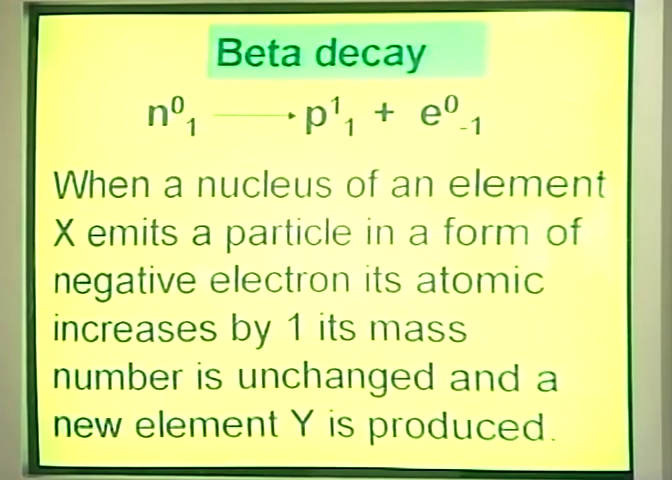 Beta decay
n⁰₁ → p¹₁ + e⁰₋₁
When a nucleus of an element
X emits a particle in a form of
negative electron its atomic
increases by 1 its mass
number is unchanged and a
new element Y is produced.